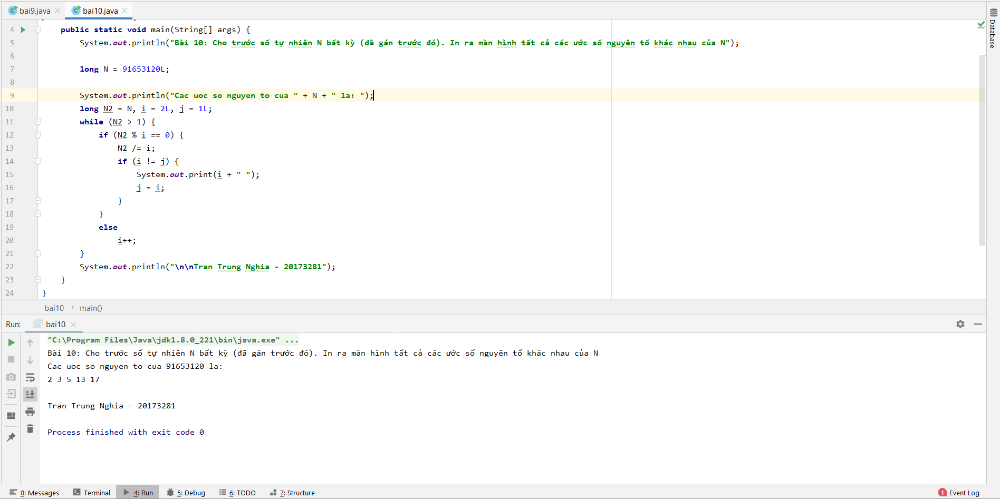 bai9.java bai10.java
Database
4 public static void main(String[] args) {
5 System.out.println("Bài 10: Cho trước số tự nhiên N bất kỳ (đã gán trước đó). In ra màn hình tất cả các ước số nguyên tố khác nhau của N");
6
7 long N = 91653120L;
8
9 System.out.println("Cac uoc so nguyen to cua " + N + " la: ");
10 long N2 = N, i = 2L, j = 1L;
11 while (N2 > 1) {
12 if (N2 % i == 0) {
13 N2 /= i;
14 if (i != j) {
15 System.out.print(i + " ");
16 j = i;
17 }
18 }
19 else
20 i++;
21 }
22 System.out.println("\n\nTran Trung Nghia - 20173281");
23 }
24 }
bai10 › main()
Run: bai10
"C:\Program Files\Java\jdk1.8.0_221\bin\java.exe" ...
Bài 10: Cho trước số tự nhiên N bất kỳ (đã gán trước đó). In ra màn hình tất cả các ước số nguyên tố khác nhau của N
Cac uoc so nguyen to cua 91653120 la:
2 3 5 13 17
Tran Trung Nghia - 20173281
Process finished with exit code 0
0: Messages Terminal 4: Run 5: Debug 6: TODO 7: Structure 1 Event Log